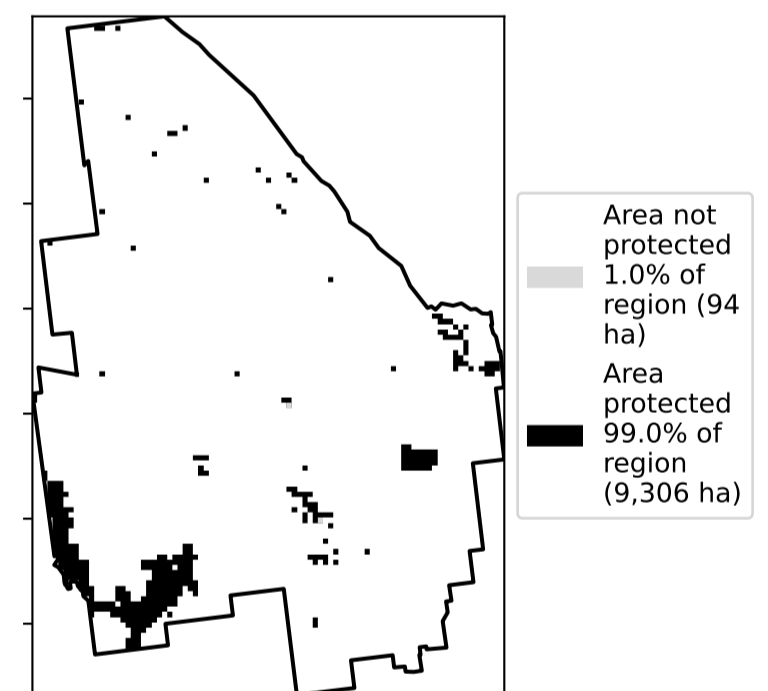 Area not
protected
1.0% of
region (94
ha)
Area
protected
99.0% of
region
(9,306 ha)